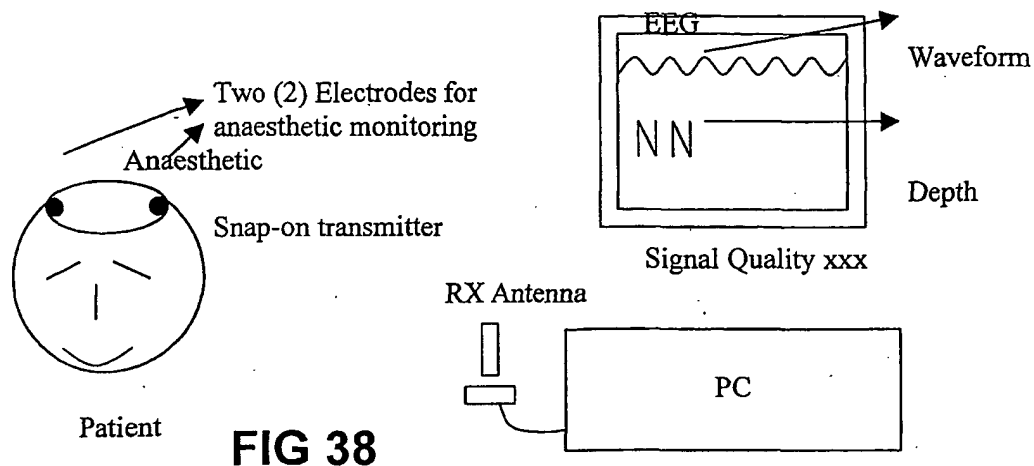 EEG
Waveform
Two (2) Electrodes for
anaesthetic monitoring
Anaesthetic
NN
Snap-on transmitter
Depth
Signal Quality xxx
RX Antenna
PC
Patient
FIG 38